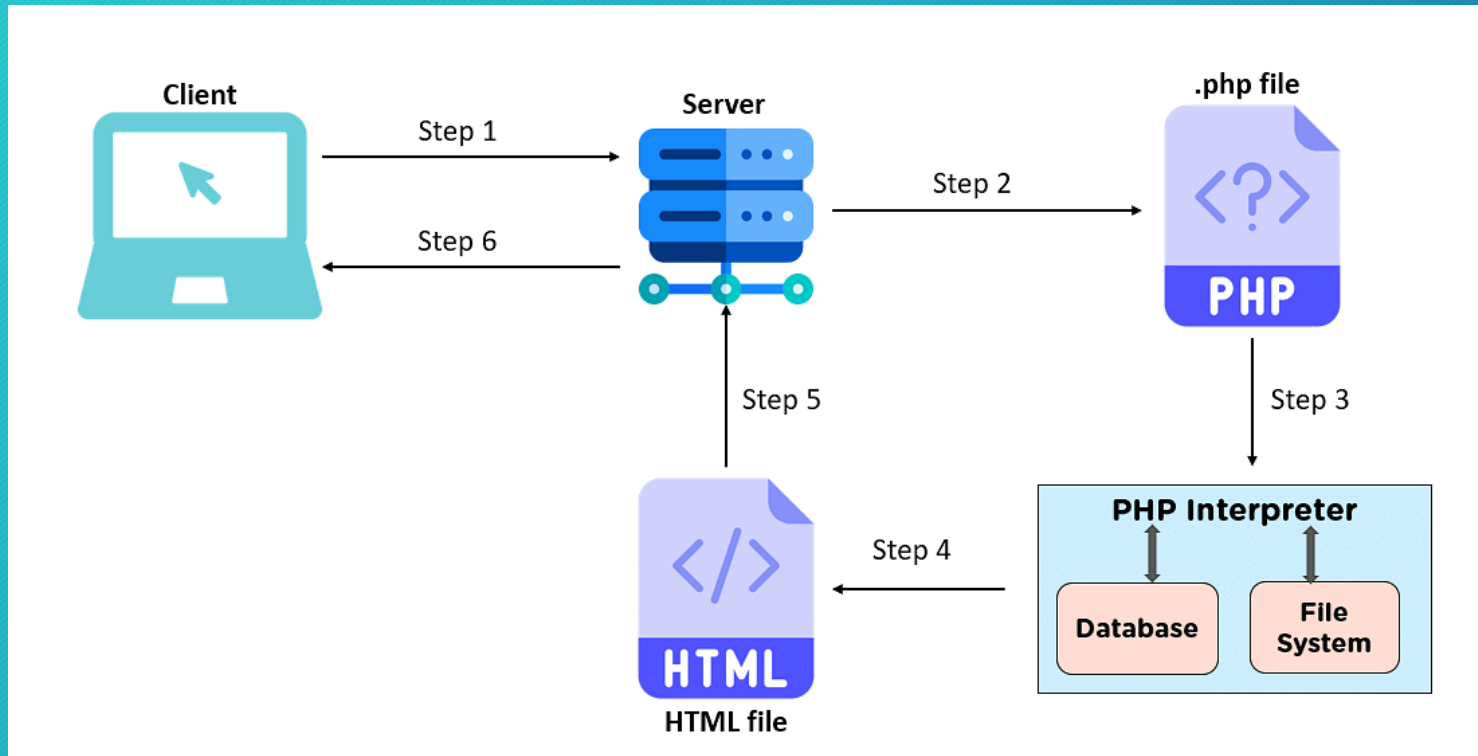 Client
Server
.php file
Step 1
Step 2
Step 6
PHP
Step 5
Step 3
PHP Interpreter
Step 4
Database
File
System
HTML
HTML file